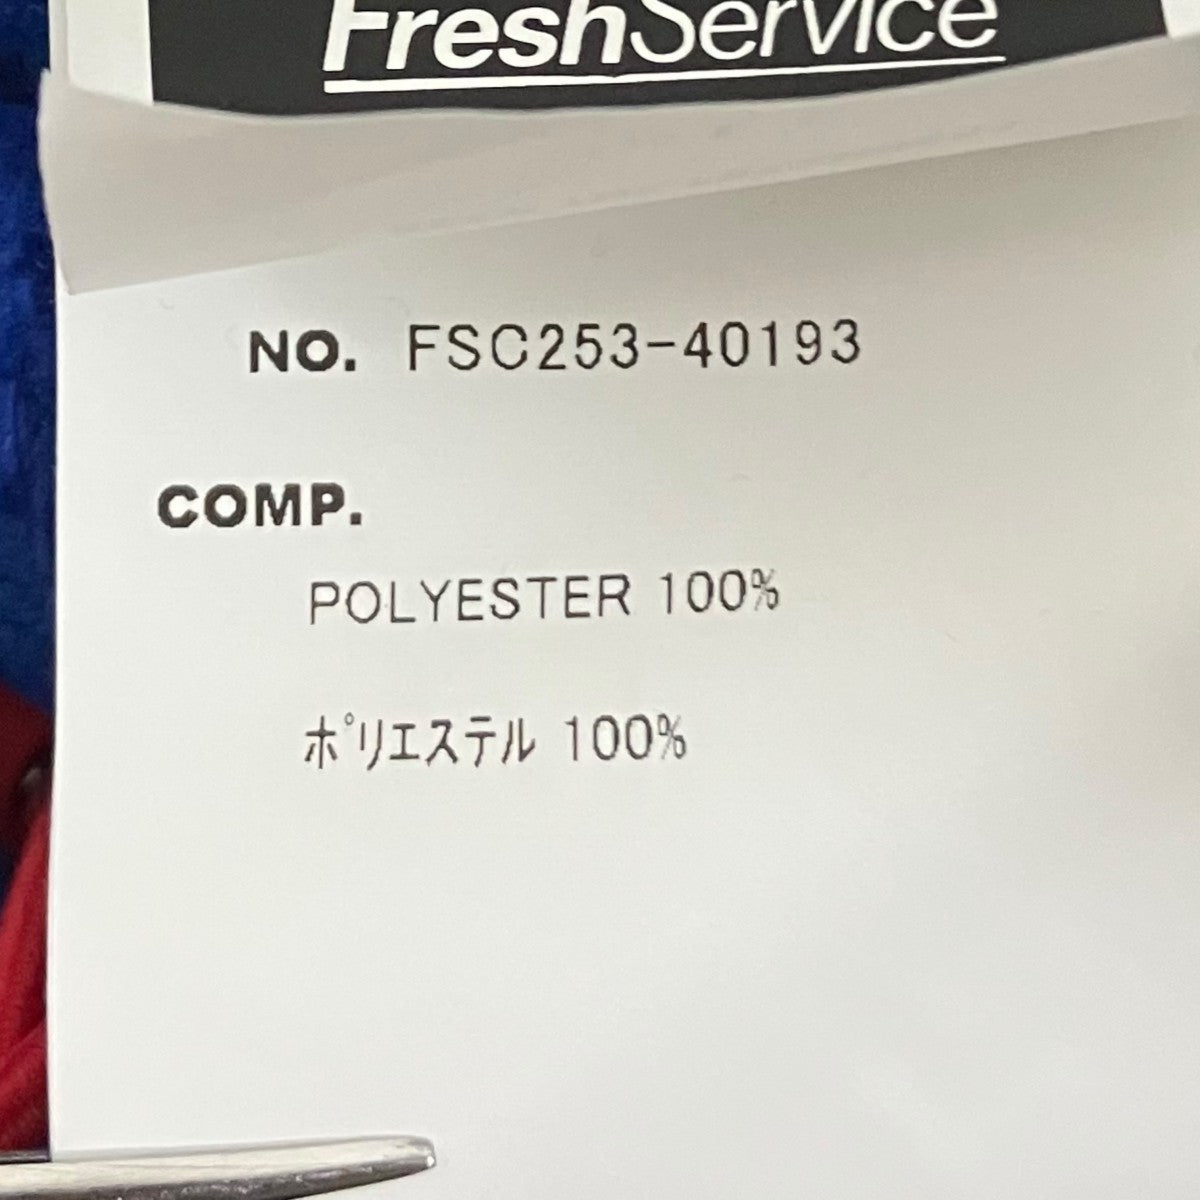 FreshService
NO. FSC253-40193
COMP.
POLYESTER 100%
ﾎﾟﾘｴｽﾃﾙ 100%